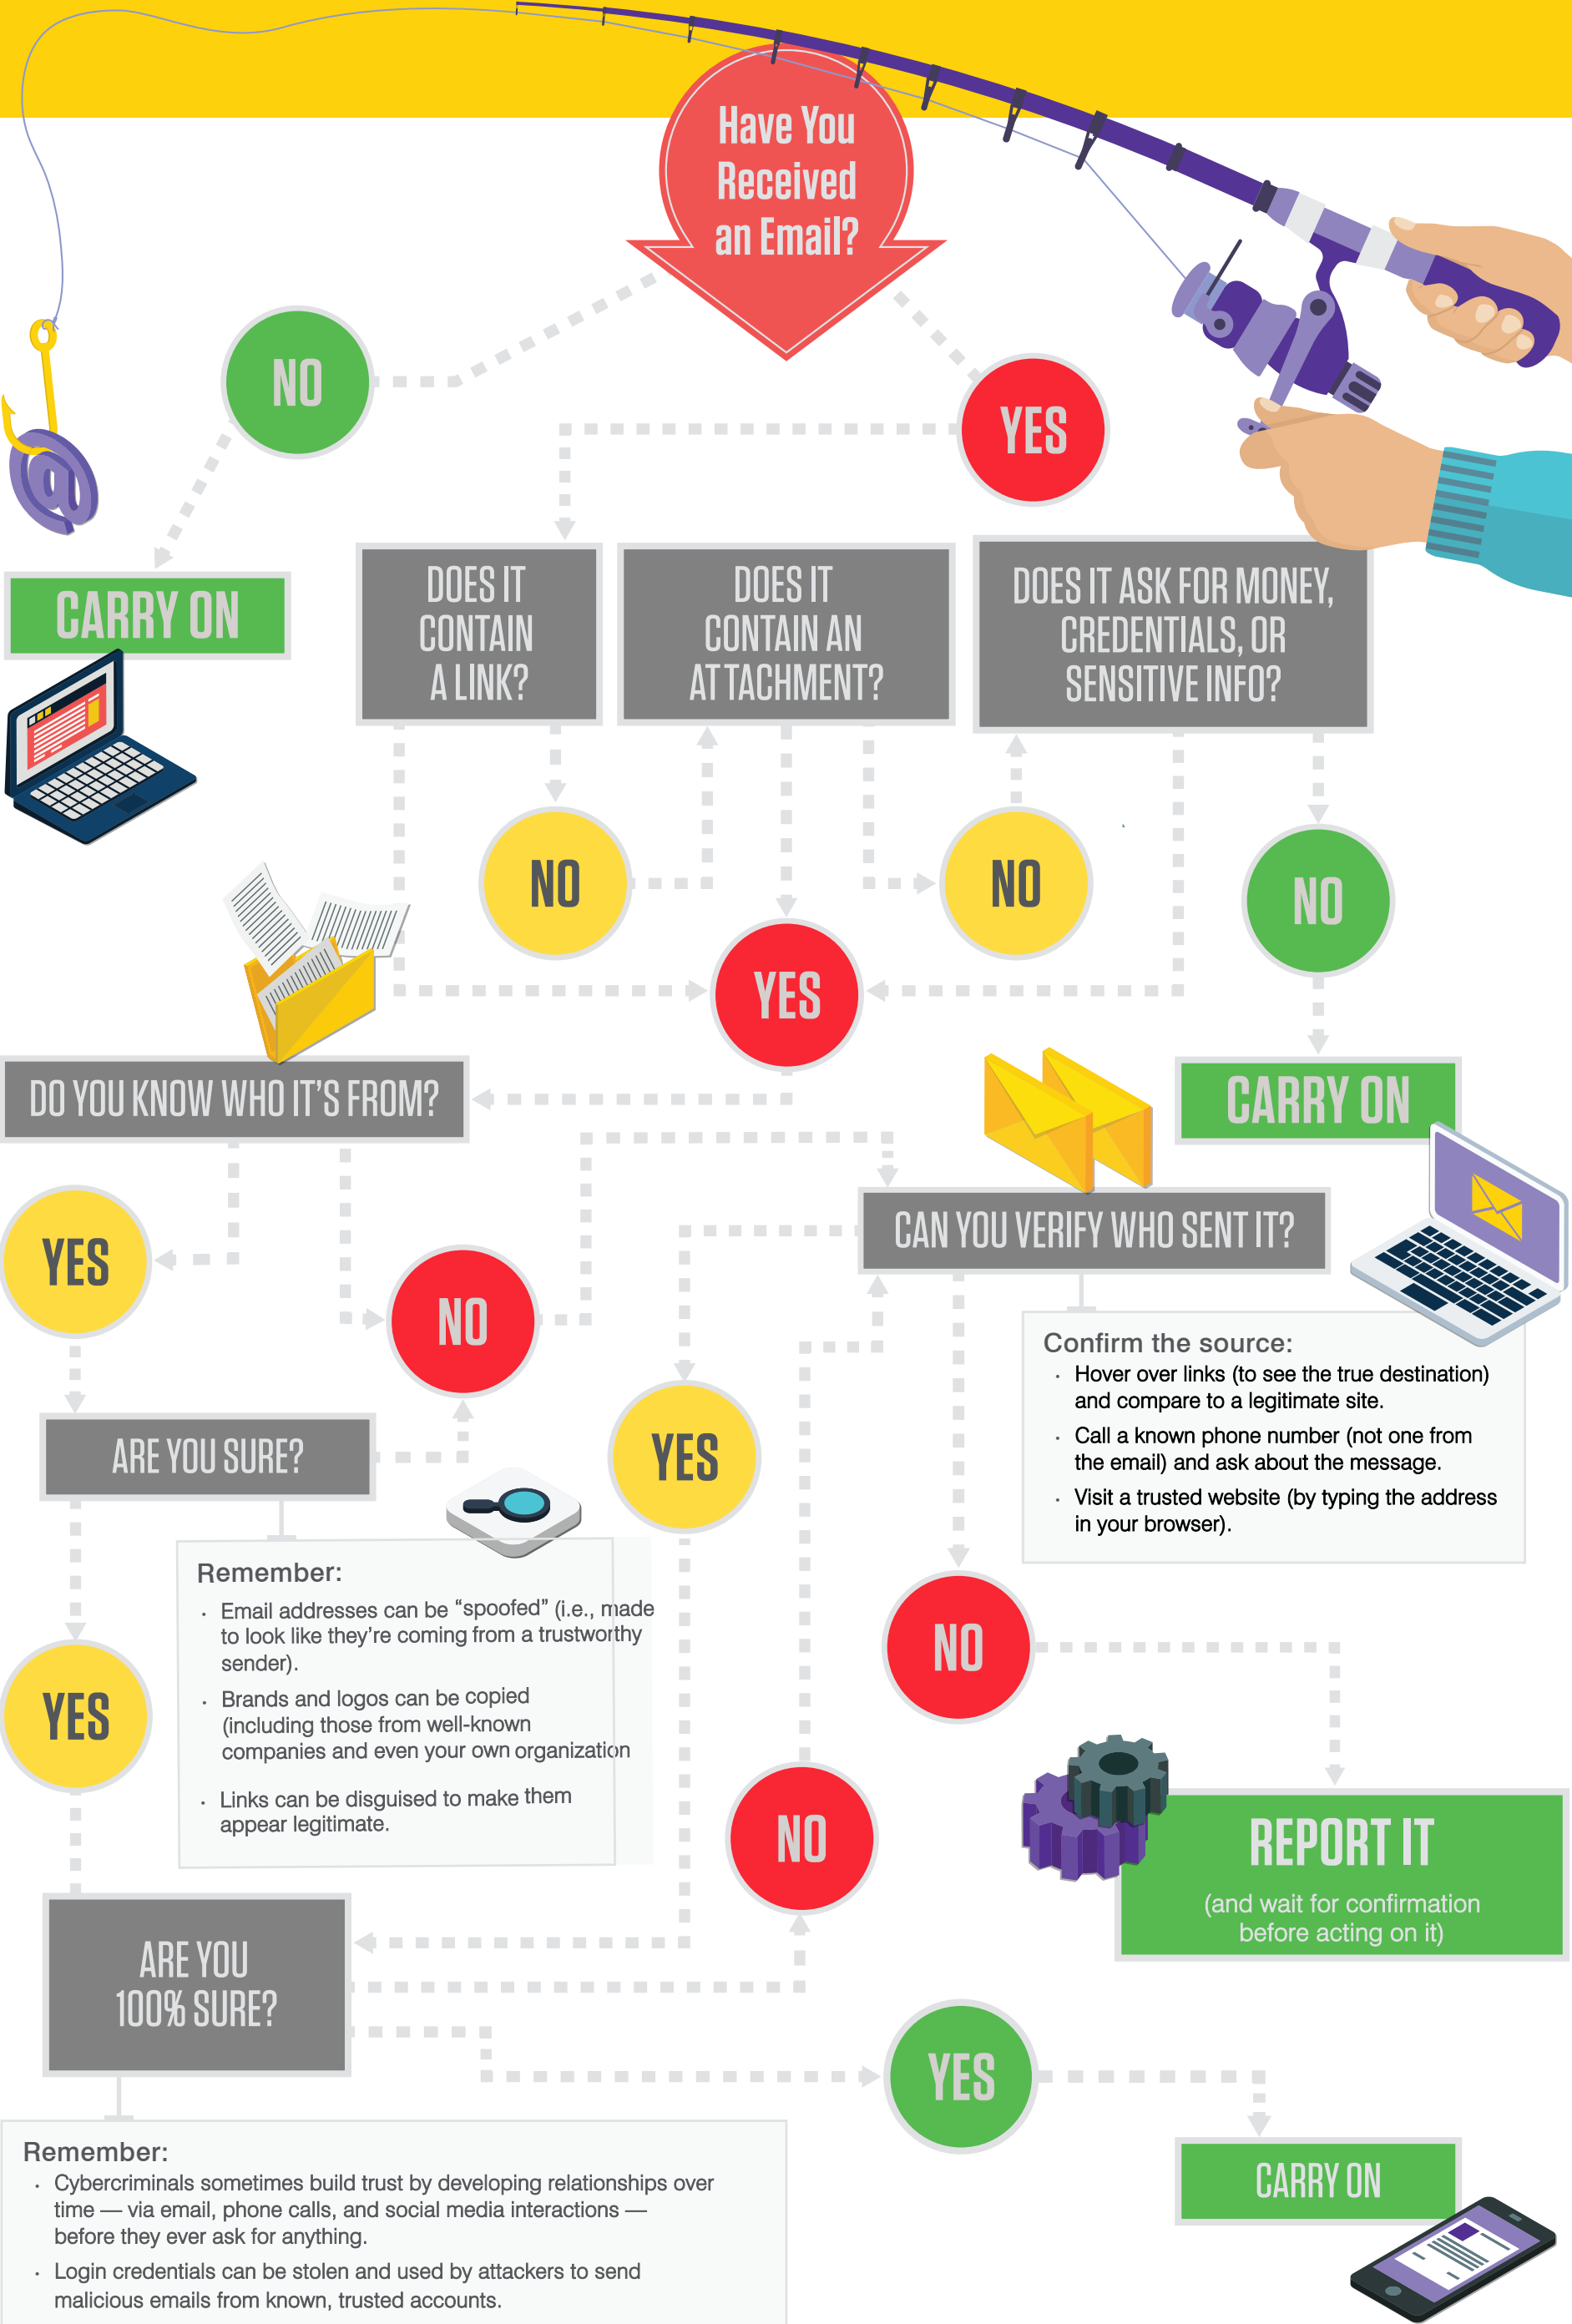 Have You
Received
an Email?
NO
YES
CARRY ON
DOES IT
CONTAIN
A LINK?
DOES IT
CONTAIN AN
ATTACHMENT?
DOES IT ASK FOR MONEY,
CREDENTIALS, OR
SENSITIVE INFO?
NO
NO
NO
YES
DO YOU KNOW WHO IT'S FROM?
CARRY ON
YES
NO
CAN YOU VERIFY WHO SENT IT?
Confirm the source:
· Hover over links (to see the true destination)
and compare to a legitimate site.
· Call a known phone number (not one from
the email) and ask about the message.
· Visit a trusted website (by typing the address
in your browser).
ARE YOU SURE?
YES
Remember:
· Email addresses can be “spoofed” (i.e., made
to look like they’re coming from a trustworthy
sender).
· Brands and logos can be copied
(including those from well-known
companies and even your own organization
· Links can be disguised to make them
appear legitimate.
YES
NO
NO
REPORT IT
(and wait for confirmation
before acting on it)
ARE YOU
100% SURE?
YES
CARRY ON
Remember:
· Cybercriminals sometimes build trust by developing relationships over
time — via email, phone calls, and social media interactions —
before they ever ask for anything.
· Login credentials can be stolen and used by attackers to send
malicious emails from known, trusted accounts.